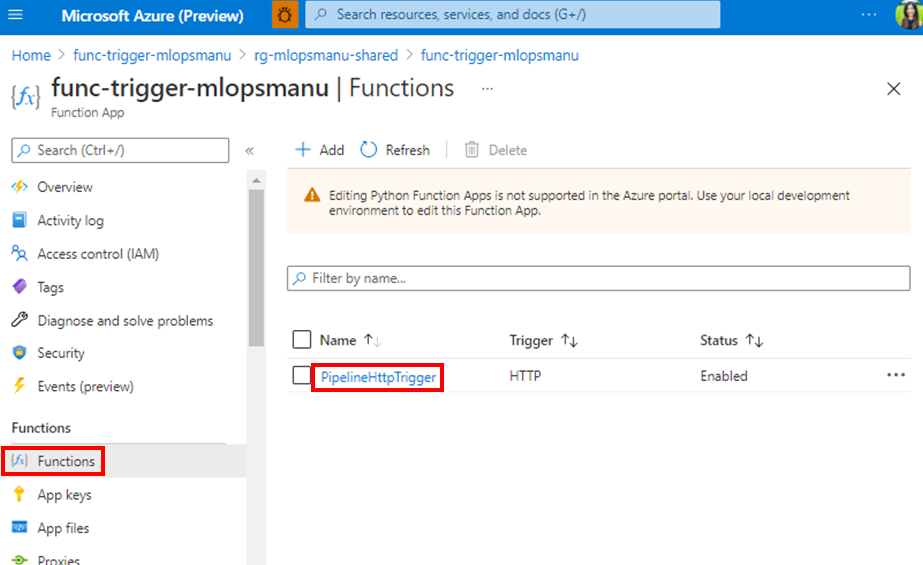 Microsoft Azure (Preview)
Search resources, services, and docs (G+/)
...
Home > func-trigger-mlopsmanu > rg-mlopsmanu-shared > func-trigger-mlopsmanu
{fx} func-trigger-mlopsmanu | Functions ...
Function App
Search (Ctrl+/)
«
Overview
Activity log
Access control (IAM)
Tags
Diagnose and solve problems
Security
Events (preview)
Functions
Functions
App keys
App files
Proxies
Add
Refresh
Delete
Editing Python Function Apps is not supported in the Azure portal. Use your local development
environment to edit this Function App.
Filter by name...
Name ↑↓ Trigger ↑↓ Status ↑↓
PipelineHttpTrigger HTTP Enabled ...